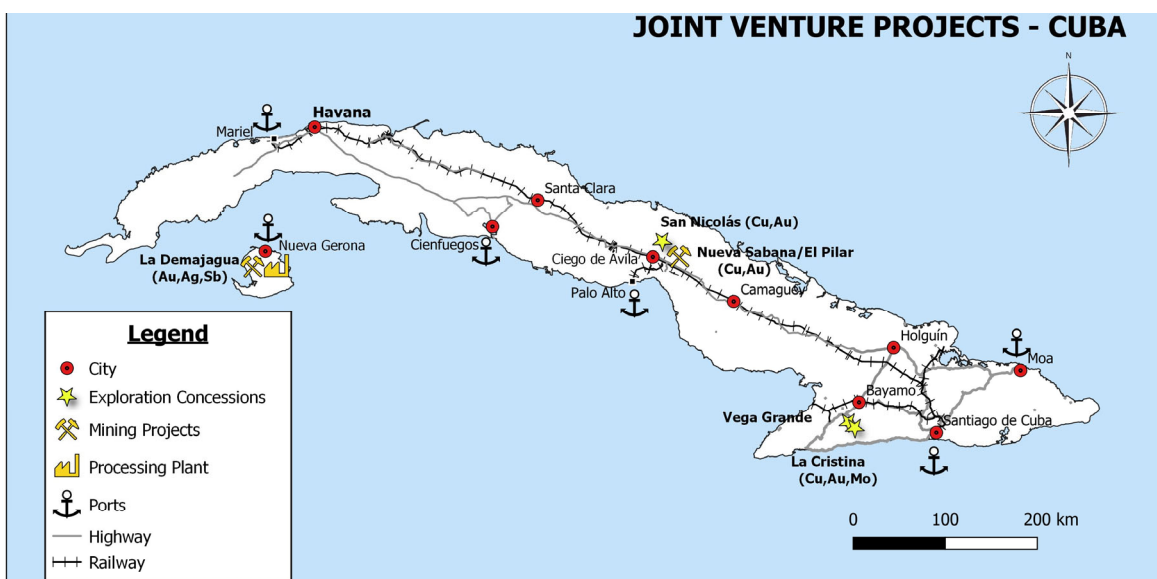 JOINT VENTURE PROJECTS - CUBA
N
Havana
Mariel
Santa Clara
San Nicolás (Cu,Au)
Nueva Gerona
Cienfuegos
Ciego de Ávila
Nueva Sabana/El Pilar
(Cu,Au)
La Demajagua
(Au,Ag,Sb)
Palo Alto
Camagüey
Holguín
Moa
Bayamo
Vega Grande
Santiago de Cuba
La Cristina
(Cu,Au,Mo)
Legend
City
Exploration Concessions
Mining Projects
Processing Plant
Ports
Highway
Railway
0 100 200 km